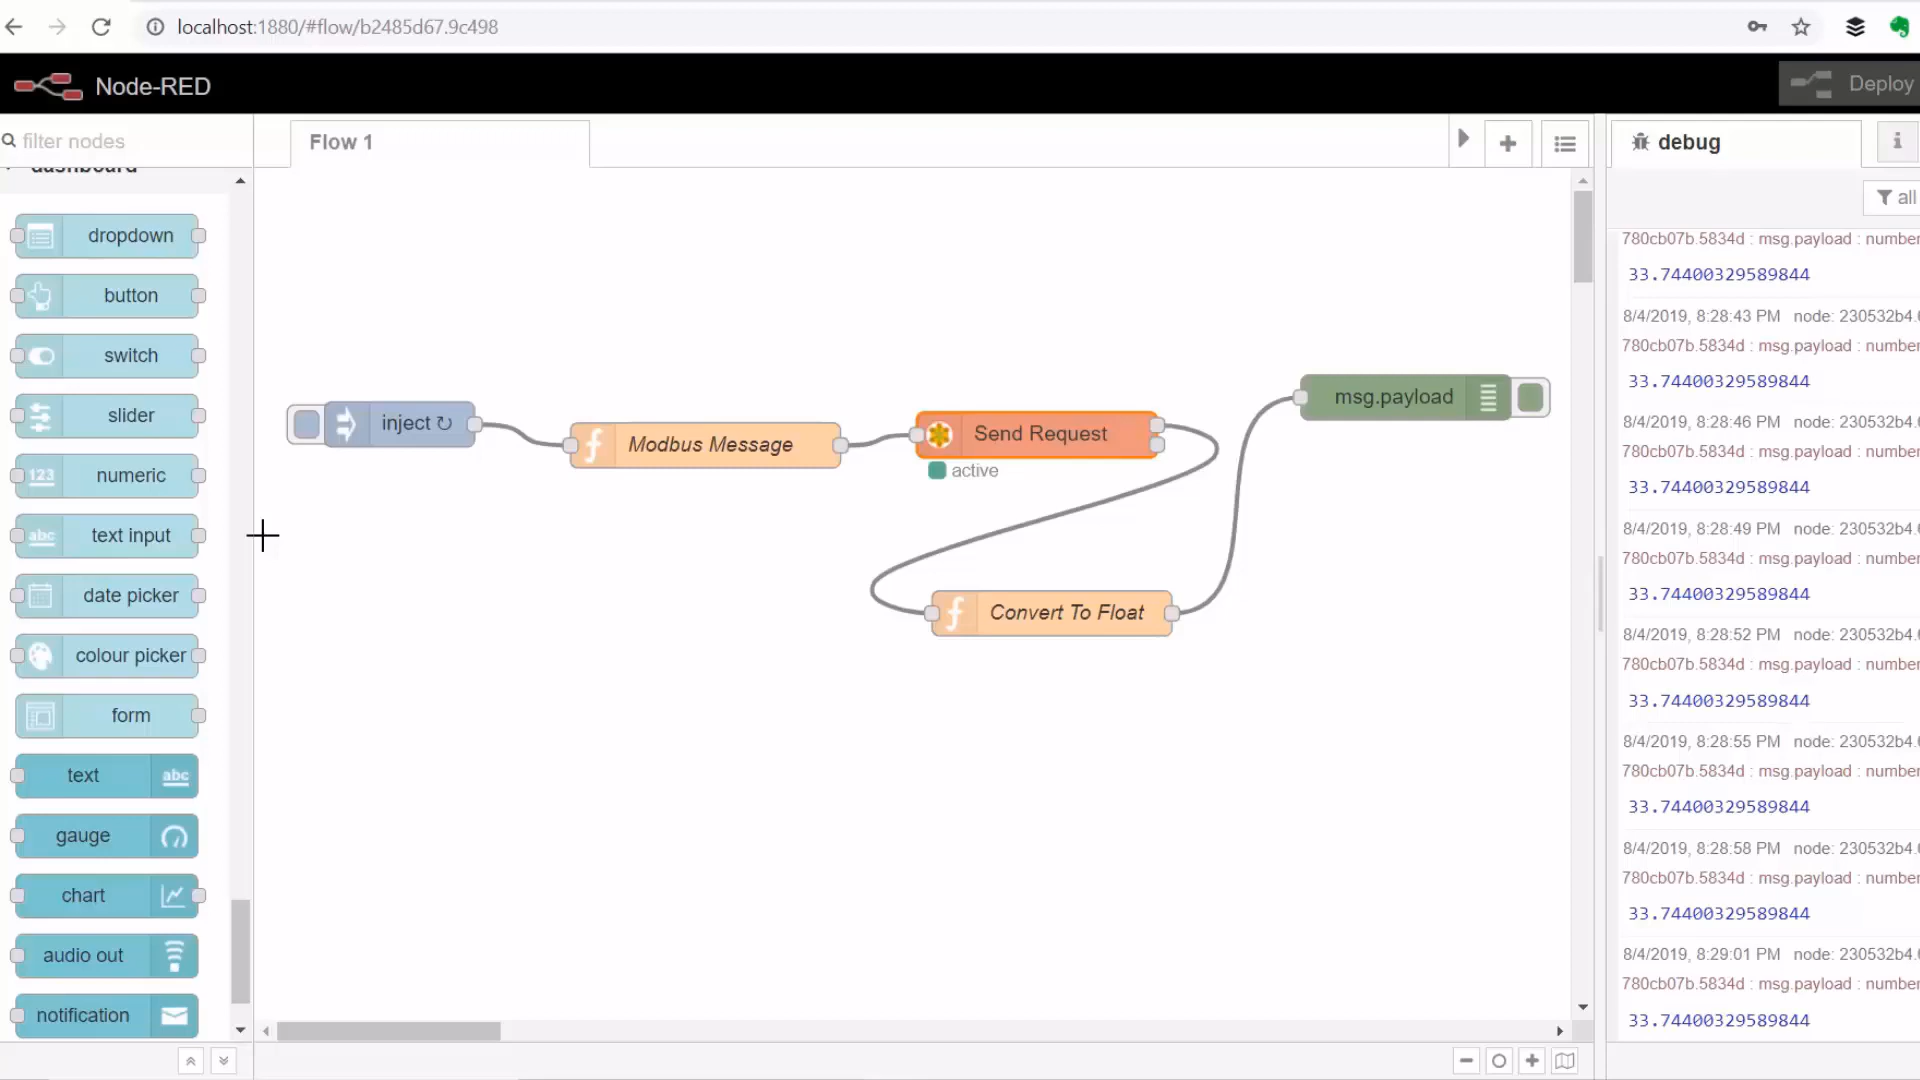 localhost:1880/#flow/b2485d67.9c498
Node-RED
Deploy
filter nodes
Flow 1
debug
i
dashboard
all
dropdown
button
switch
slider
123 numeric
abc text input
date picker
colour picker
form
text abc
gauge
chart
audio out
notification
inject ↻
Modbus Message
Send Request
active
Convert To Float
msg.payload
780cb07b.5834d : msg.payload : number
33.74400329589844
8/4/2019, 8:28:43 PM node: 230532b4.
780cb07b.5834d : msg.payload : number
33.74400329589844
8/4/2019, 8:28:46 PM node: 230532b4.
780cb07b.5834d : msg.payload : number
33.74400329589844
8/4/2019, 8:28:49 PM node: 230532b4.
780cb07b.5834d : msg.payload : number
33.74400329589844
8/4/2019, 8:28:52 PM node: 230532b4.
780cb07b.5834d : msg.payload : number
33.74400329589844
8/4/2019, 8:28:55 PM node: 230532b4.
780cb07b.5834d : msg.payload : number
33.74400329589844
8/4/2019, 8:28:58 PM node: 230532b4.
780cb07b.5834d : msg.payload : number
33.74400329589844
8/4/2019, 8:29:01 PM node: 230532b4.
780cb07b.5834d : msg.payload : number
33.74400329589844